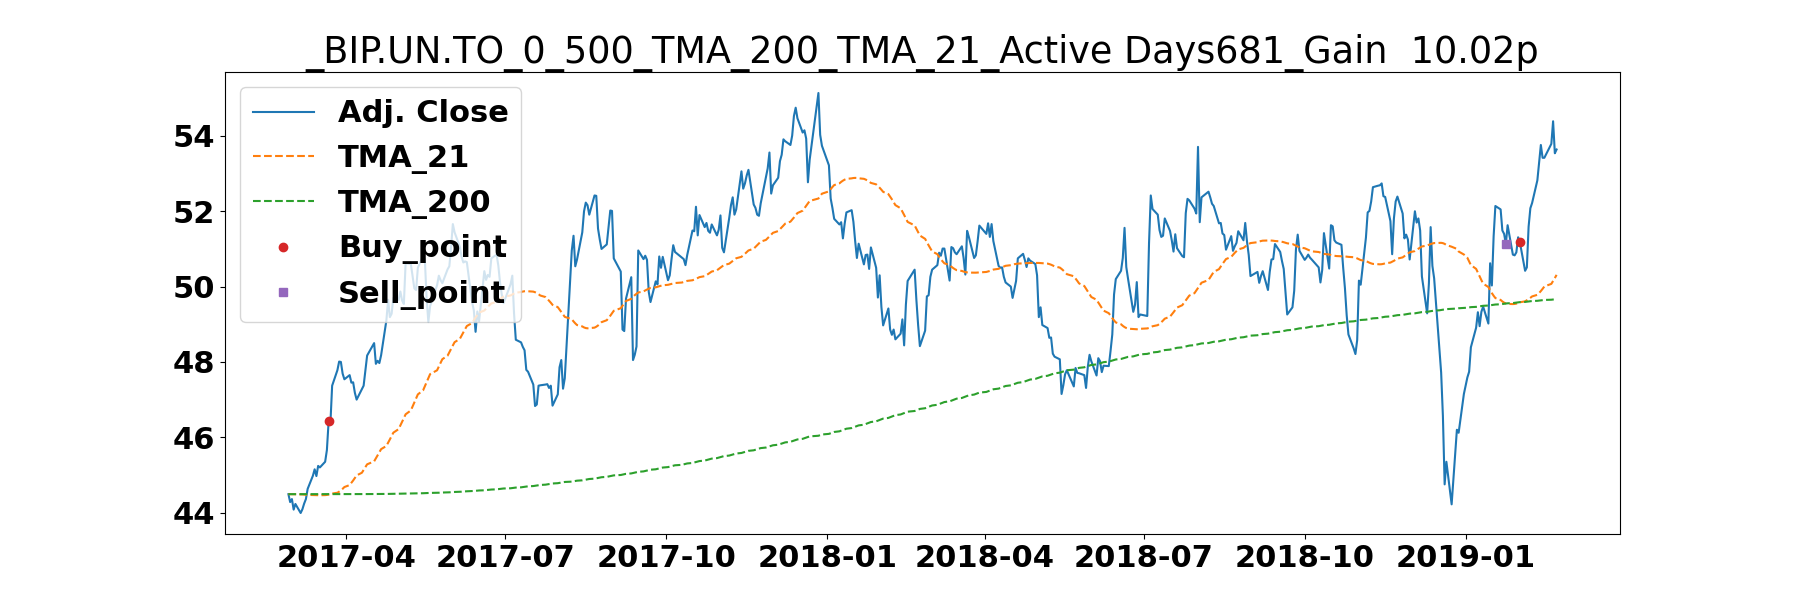 _BIP.UN.TO_0_500_TMA_200_TMA_21_Active Days681_Gain  10.02p
Adj. Close
TMA_21
TMA_200
Buy_point
Sell_point
54
52
50
48
46
44
2017-04 2017-07 2017-10 2018-01 2018-04 2018-07 2018-10 2019-01